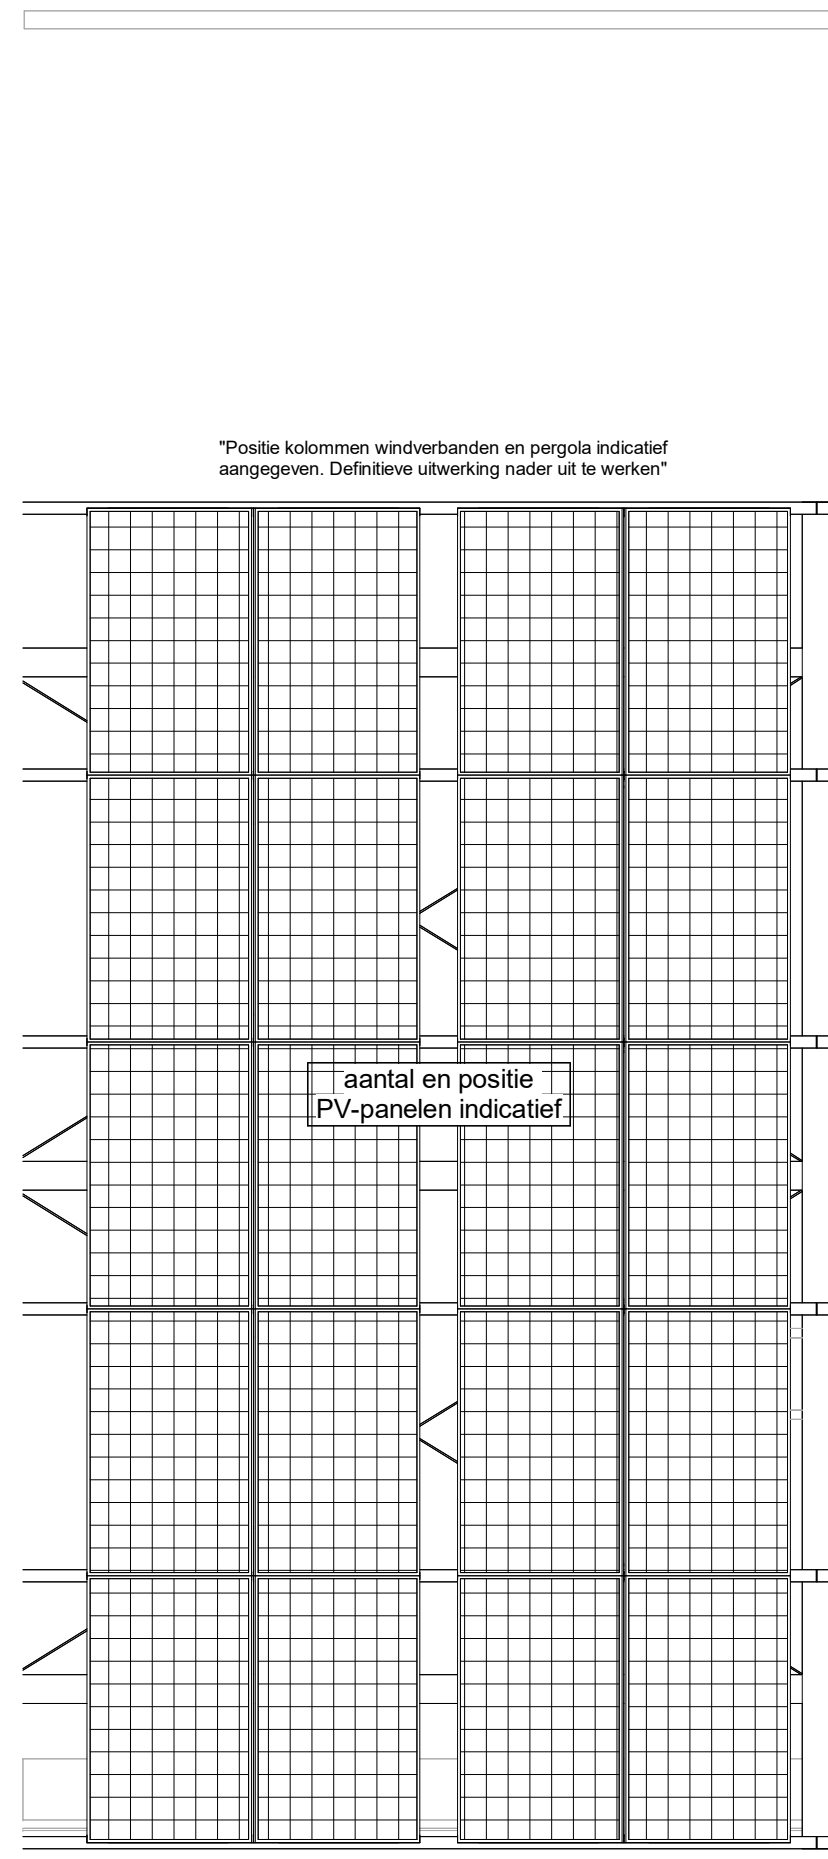 "Positie kolommen windverbanden en pergola indicatief
aangegeven. Definitieve uitwerking nader uit te werken"
aantal en positie
PV-panelen indicatief